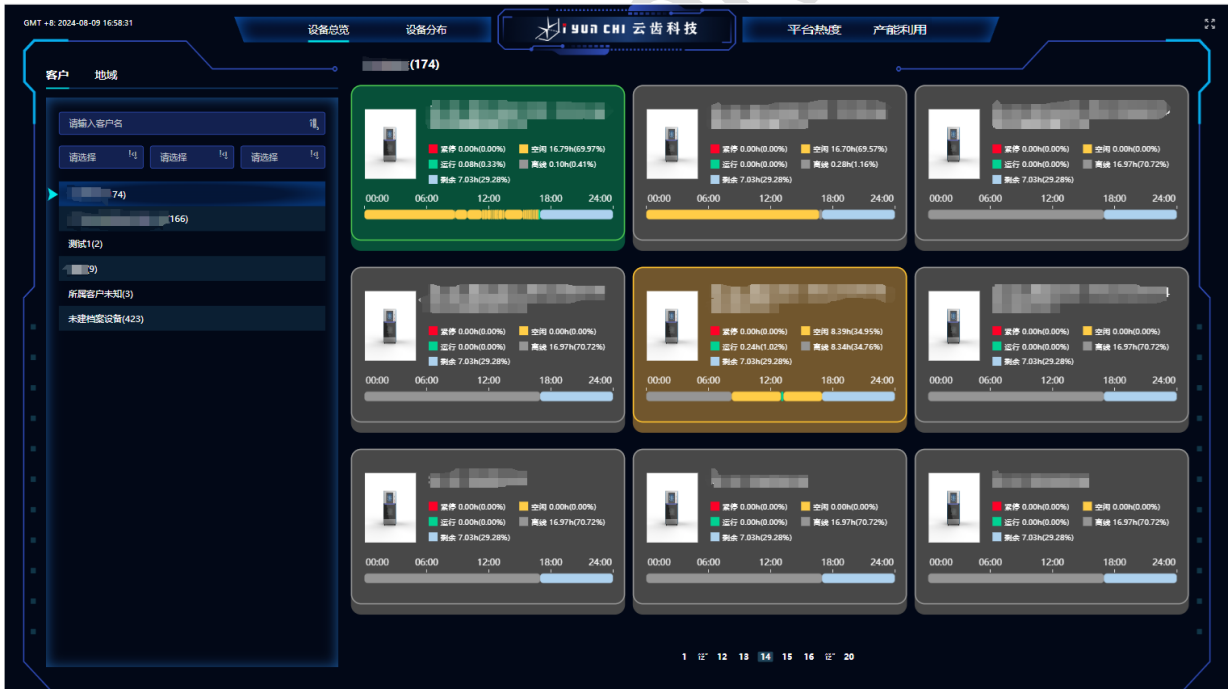 GMT +8: 2024-08-09 16:58:31
设备总览 设备分布 i YUN CHI 云齿科技 平台热度 产能利用
客户 地域
(174)
请输入客户名
请选择 请选择 请选择
74)
(166)
测试1(2)
9)
所属客户未知(3)
未建档案设备(423)
紧停 0.00h(0.00%) 空闲 16.79h(69.97%)
运行 0.08h(0.33%) 离线 0.10h(0.41%)
剩余 7.03h(29.28%)
00:00 06:00 12:00 18:00 24:00
紧停 0.00h(0.00%) 空闲 16.70h(69.57%)
运行 0.00h(0.00%) 离线 0.28h(1.16%)
剩余 7.03h(29.28%)
00:00 06:00 12:00 18:00 24:00
紧停 0.00h(0.00%) 空闲 0.00h(0.00%)
运行 0.00h(0.00%) 离线 16.97h(70.72%)
剩余 7.03h(29.28%)
00:00 06:00 12:00 18:00 24:00
紧停 0.00h(0.00%) 空闲 0.00h(0.00%)
运行 0.00h(0.00%) 离线 16.97h(70.72%)
剩余 7.03h(29.28%)
00:00 06:00 12:00 18:00 24:00
紧停 0.00h(0.00%) 空闲 8.39h(34.95%)
运行 0.24h(1.02%) 离线 8.34h(34.76%)
剩余 7.03h(29.28%)
00:00 06:00 12:00 18:00 24:00
紧停 0.00h(0.00%) 空闲 0.00h(0.00%)
运行 0.00h(0.00%) 离线 16.97h(70.72%)
剩余 7.03h(29.28%)
00:00 06:00 12:00 18:00 24:00
紧停 0.00h(0.00%) 空闲 0.00h(0.00%)
运行 0.00h(0.00%) 离线 16.97h(70.72%)
剩余 7.03h(29.28%)
00:00 06:00 12:00 18:00 24:00
紧停 0.00h(0.00%) 空闲 0.00h(0.00%)
运行 0.00h(0.00%) 离线 16.97h(70.72%)
剩余 7.03h(29.28%)
00:00 06:00 12:00 18:00 24:00
紧停 0.00h(0.00%) 空闲 0.00h(0.00%)
运行 0.00h(0.00%) 离线 16.97h(70.72%)
剩余 7.03h(29.28%)
00:00 06:00 12:00 18:00 24:00
1 12 13 14 15 16 20